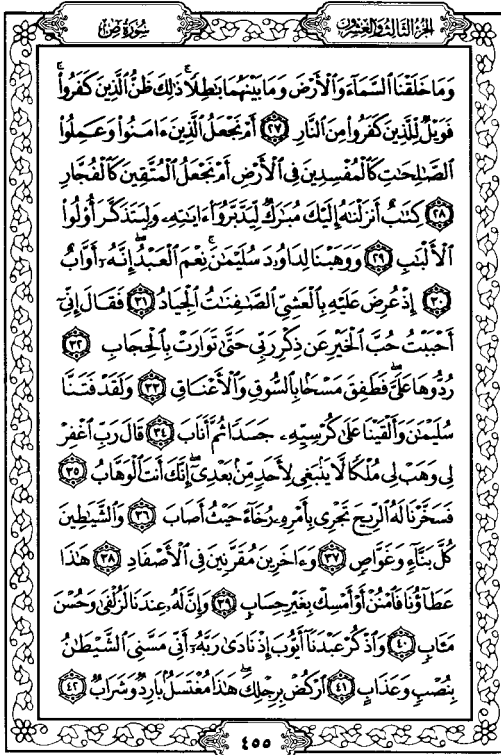 سُورَةُ صٓ
الجزء الثالث والعشرون
وَمَا خَلَقْنَا ٱلسَّمَآءَ وَٱلْأَرْضَ وَمَا بَيْنَهُمَا بَٰطِلًا ۚ ذَٰلِكَ ظَنُّ ٱلَّذِينَ كَفَرُوا۟ ۚ
فَوَيْلٌ لِّلَّذِينَ كَفَرُوا۟ مِنَ ٱلنَّارِ ٢٧ أَمْ نَجْعَلُ ٱلَّذِينَ ءَامَنُوا۟ وَعَمِلُوا۟
ٱلصَّٰلِحَٰتِ كَٱلْمُفْسِدِينَ فِى ٱلْأَرْضِ أَمْ نَجْعَلُ ٱلْمُتَّقِينَ كَٱلْفُجَّارِ
٢٨ كِتَٰبٌ أَنزَلْنَٰهُ إِلَيْكَ مُبَٰرَكٌ لِّيَدَّبَّرُوٓا۟ ءَايَٰتِهِۦ وَلِيَتَذَكَّرَ أُو۟لُوا۟
ٱلْأَلْبَٰبِ ٢٩ وَوَهَبْنَا لِدَاوُۥدَ سُلَيْمَٰنَ ۚ نِعْمَ ٱلْعَبْدُ ۖ إِنَّهُۥٓ أَوَّابٌ
٣٠ إِذْ عُرِضَ عَلَيْهِ بِٱلْعَشِىِّ ٱلصَّٰفِنَٰتُ ٱلْجِيَادُ ٣١ فَقَالَ إِنِّىٓ
أَحْبَبْتُ حُبَّ ٱلْخَيْرِ عَن ذِكْرِ رَبِّى حَتَّىٰ تَوَارَتْ بِٱلْحِجَابِ ٣٢
رُدُّوهَا عَلَىَّ ۖ فَطَفِقَ مَسْحًۢا بِٱلسُّوقِ وَٱلْأَعْنَاقِ ٣٣ وَلَقَدْ فَتَنَّا
سُلَيْمَٰنَ وَأَلْقَيْنَا عَلَىٰ كُرْسِيِّهِۦ جَسَدًا ثُمَّ أَنَابَ ٣٤ قَالَ رَبِّ ٱغْفِرْ
لِى وَهَبْ لِى مُلْكًا لَّا يَنۢبَغِى لِأَحَدٍ مِّنۢ بَعْدِىٓ ۖ إِنَّكَ أَنتَ ٱلْوَهَّابُ ٣٥
فَسَخَّرْنَا لَهُ ٱلرِّيحَ تَجْرِى بِأَمْرِهِۦ رُخَآءً حَيْثُ أَصَابَ ٣٦ وَٱلشَّيَٰطِينَ
كُلَّ بَنَّآءٍ وَغَوَّاصٍ ٣٧ وَءَاخَرِينَ مُقَرَّنِينَ فِى ٱلْأَصْفَادِ ٣٨ هَٰذَا
عَطَآؤُنَا فَٱمْنُنْ أَوْ أَمْسِكْ بِغَيْرِ حِسَابٍ ٣٩ وَإِنَّ لَهُۥ عِندَنَا لَزُلْفَىٰ وَحُسْنَ
مَـَٔابٍ ٤٠ وَٱذْكُرْ عَبْدَنَآ أَيُّوبَ إِذْ نَادَىٰ رَبَّهُۥٓ أَنِّى مَسَّنِىَ ٱلشَّيْطَٰنُ
بِنُصْبٍ وَعَذَابٍ ٤١ ٱرْكُضْ بِرِجْلِكَ ۖ هَٰذَا مُغْتَسَلٌۢ بَارِدٌ وَشَرَابٌ ٤٢
٤٥٥